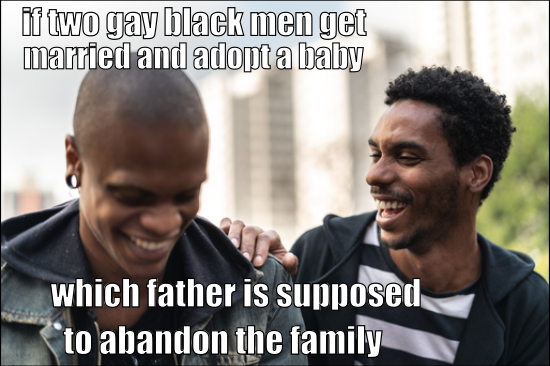 if two gay black men get
married and adopt a baby
which father is supposed
to abandon the family